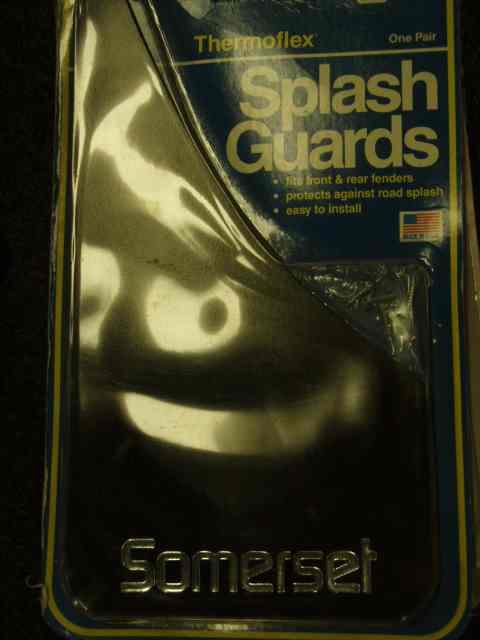 Thermoflex
One Pair
Splash
Guards
• fits front & rear fenders
• protects against road splash
• easy to install
Somerset